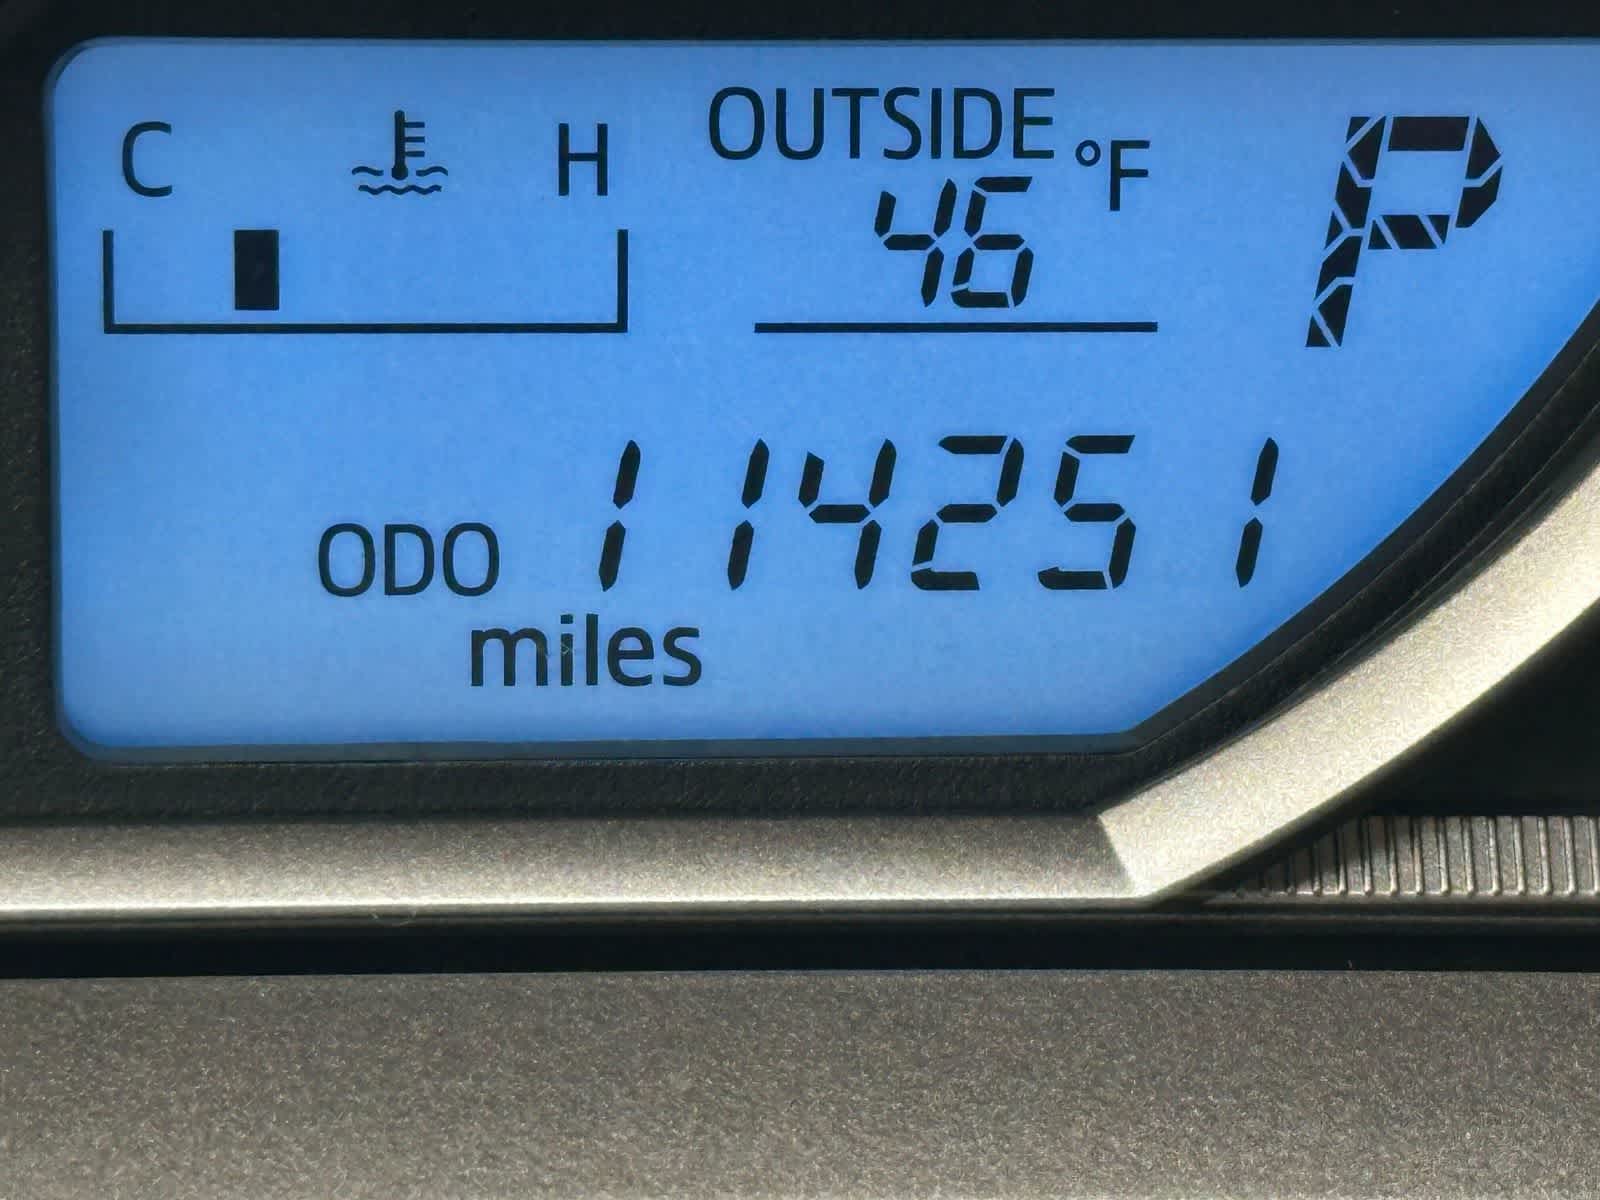 C H
OUTSIDE °F
46
P
ODO 114251
miles